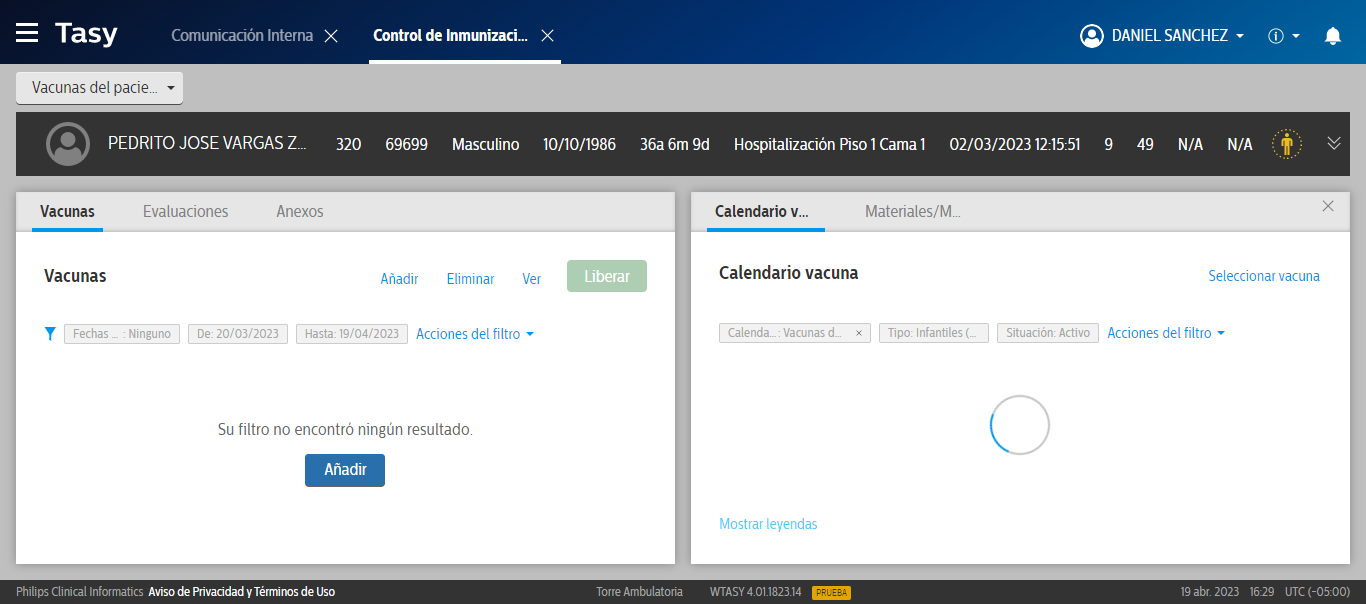 Tasy Comunicación Interna Control de Inmunizaci... DANIEL SANCHEZ
Vacunas del pacie...
PEDRITO JOSE VARGAS Z... 320 69699 Masculino 10/10/1986 36a 6m 9d Hospitalización Piso 1 Cama 1 02/03/2023 12:15:51 9 49 N/A N/A
Vacunas Evaluaciones Anexos
Vacunas Añadir Eliminar Ver Liberar
Fechas ... : Ninguno De: 20/03/2023 Hasta: 19/04/2023 Acciones del filtro
Su filtro no encontró ningún resultado.
Añadir
Calendario v... Materiales/M...
Calendario vacuna Seleccionar vacuna
Calenda... : Vacunas d... Tipo: Infantiles (... Situación: Activo Acciones del filtro
Mostrar leyendas
Philips Clinical Informatics Aviso de Privacidad y Términos de Uso Torre Ambulatoria WTASY 4.01.1823.14 PRUEBA 19 abr. 2023 16:29 UTC (-05:00)